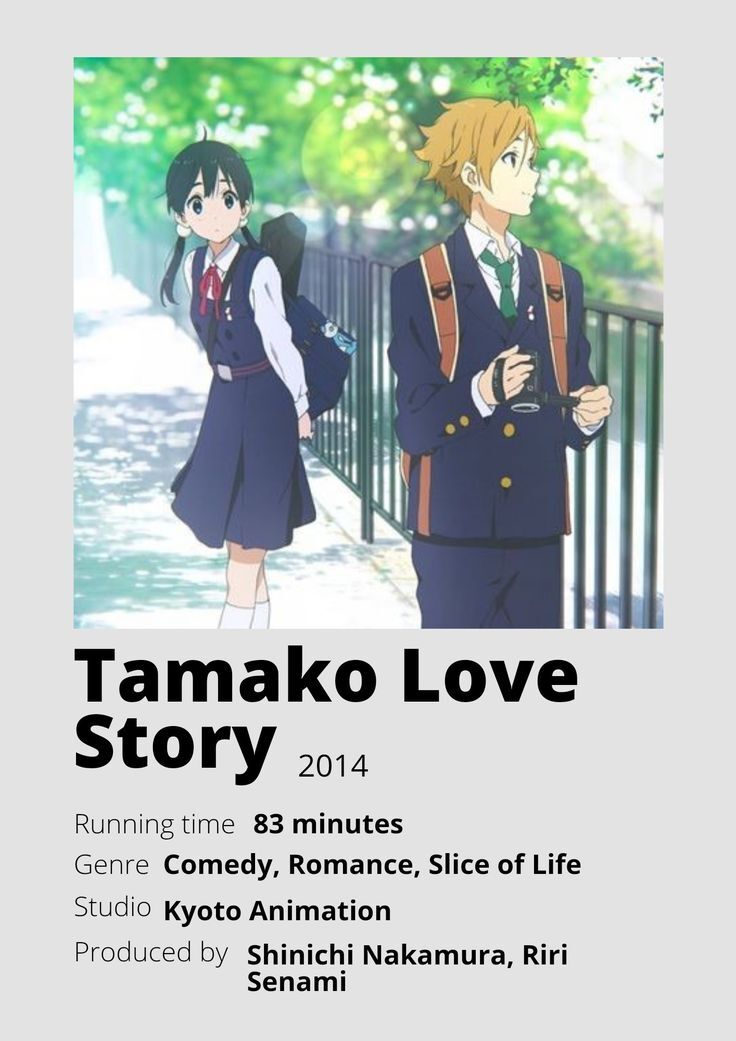 Tamako Love
Story 2014
Running time 83 minutes
Genre Comedy, Romance, Slice of Life
Studio Kyoto Animation
Produced by Shinichi Nakamura, Riri
Senami